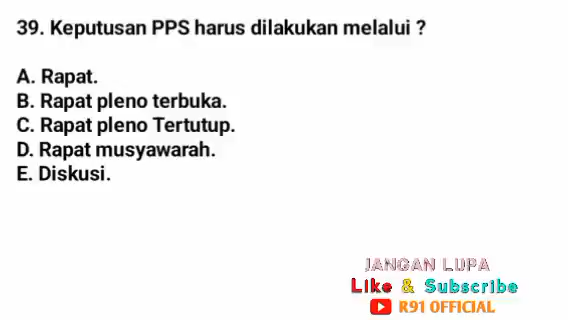 39. Keputusan PPS harus dilakukan melalui ?
A. Rapat.
B. Rapat pleno terbuka.
C. Rapat pleno Tertutup.
D. Rapat musyawarah.
E. Diskusi.
JANGAN LUPA
Like & Subscribe
R91 OFFICIAL